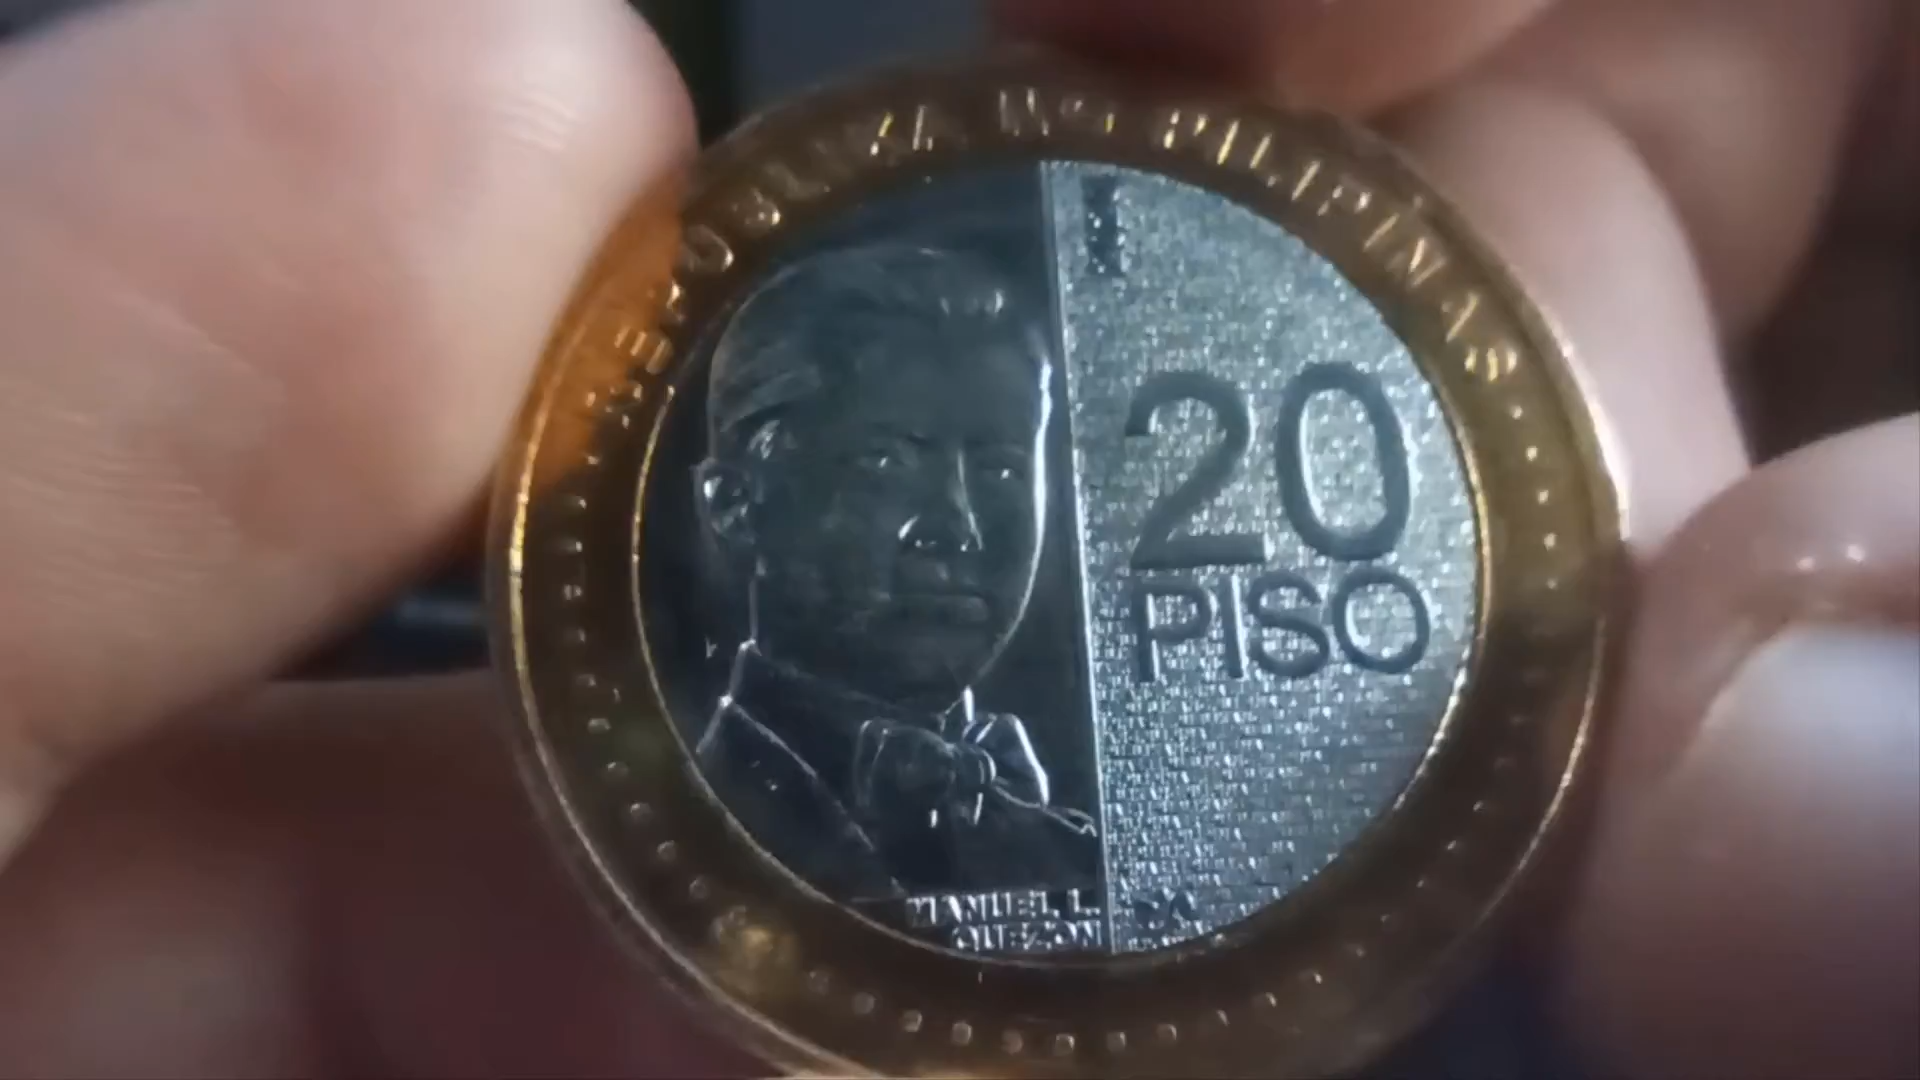 REPUBLIKA NG PILIPINAS
20
PISO
MANUEL L.
QUEZON